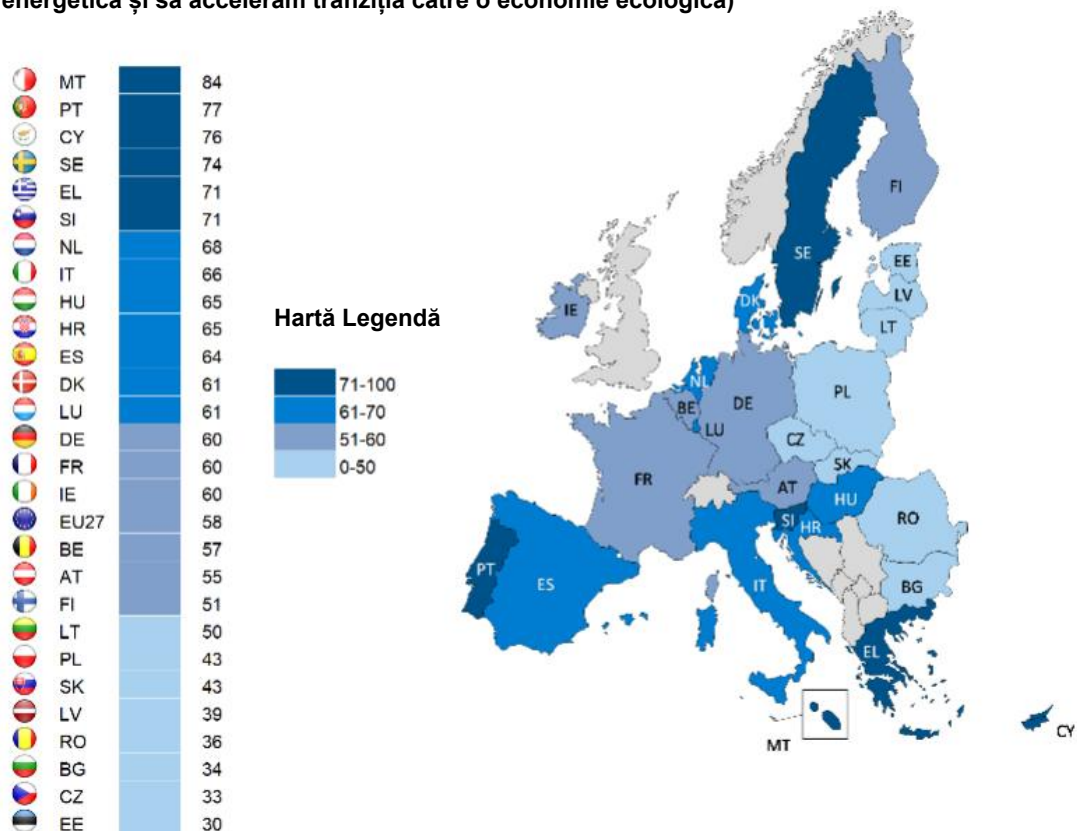 energetică și să accelerăm tranziția către o economie ecologică)
MT 84
PT 77
CY 76
SE 74
EL 71
SI 71
NL 68
IT 66
HU 65
HR 65
ES 64
DK 61
LU 61
DE 60
FR 60
IE 60
EU27 58
BE 57
AT 55
FI 51
LT 50
PL 43
SK 43
LV 39
RO 36
BG 34
CZ 33
EE 30
Hartă Legendă
71-100
61-70
51-60
0-50
FI
SE
EE
LV
LT
DK
IE
NL
BE
DE
PL
LU
CZ
SK
FR
AT
HU
SI
HR
RO
BG
PT
ES
IT
EL
MT
CY